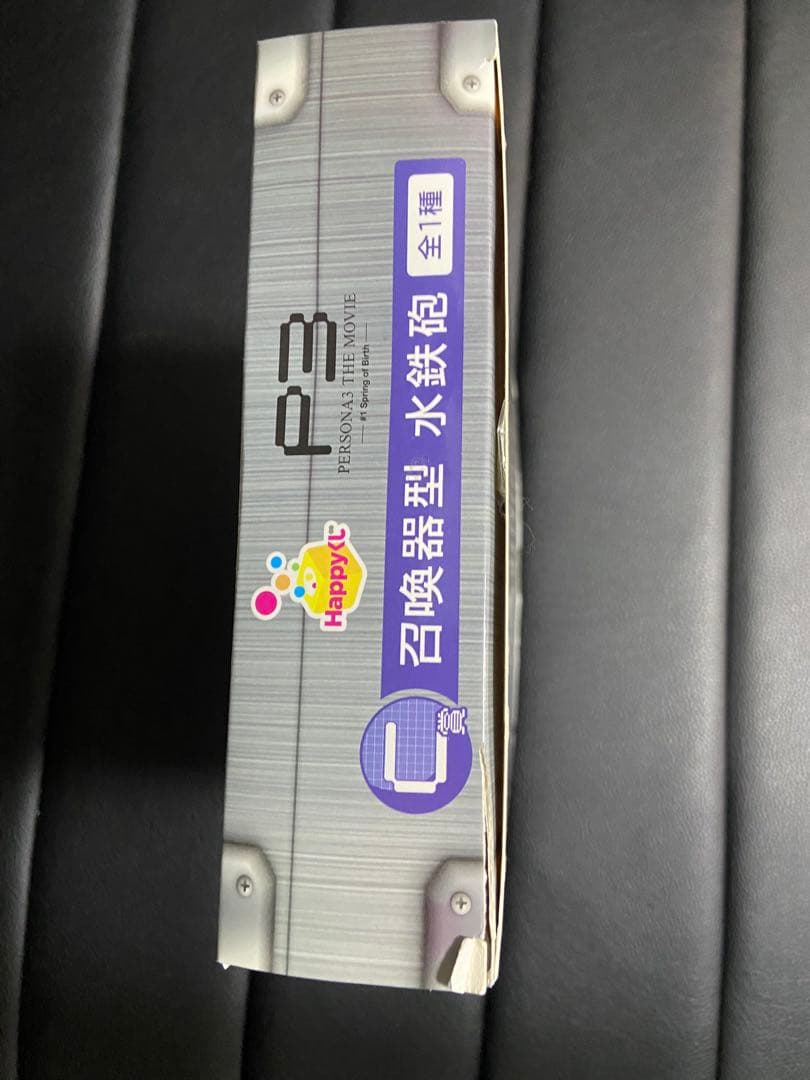 P3
PERSONA3 THE MOVIE
#1 Spring of Birth
Happyくじ
C賞
召喚器型 水鉄砲 全1種